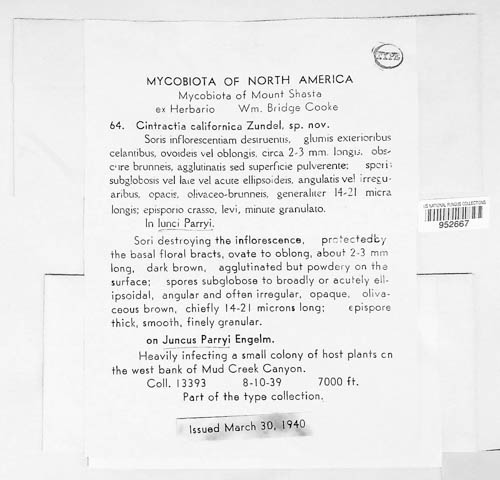 TYPE
MYCOBIOTA OF NORTH AMERICA
Mycobiota of Mount Shasta
ex Herbario Wm. Bridge Cooke
64. Cintractia californica Zundel, sp. nov.
Soris inflorescentiam destruentis, glumis exterioribus
celantibus, ovoideis vel oblongis, circa 2-3 mm. longis, obs-
cure brunneis, agglutinatis sed superficie pulverente; sporis
subglobosis vel late vel acute ellipsoideis, angulatis vel irregu-
aribus, opacis, olivaceo-brunneis, generaliter 14-21 micra
longis; episporio crasso, levi, minute granulato.
In Iunci Parryi.
Sori destroying the inflorescence, protected by
the basal floral bracts, ovate to oblong, about 2-3 mm
long, dark brown, agglutinated but powdery on the
surface; spores subglobose to broadly or acutely ell-
ipsoidal, angular and often irregular, opaque, oliva-
ceous brown, chiefly 14-21 microns long; epispore
thick, smooth, finely granular.
on Juncus Parryi Engelm.
Heavily infecting a small colony of host plants on
the west bank of Mud Creek Canyon.
Coll. 13393 8-10-39 7000 ft.
Part of the type collection.
Issued March 30, 1940
US NATIONAL FUNGUS COLLECTIONS
952667